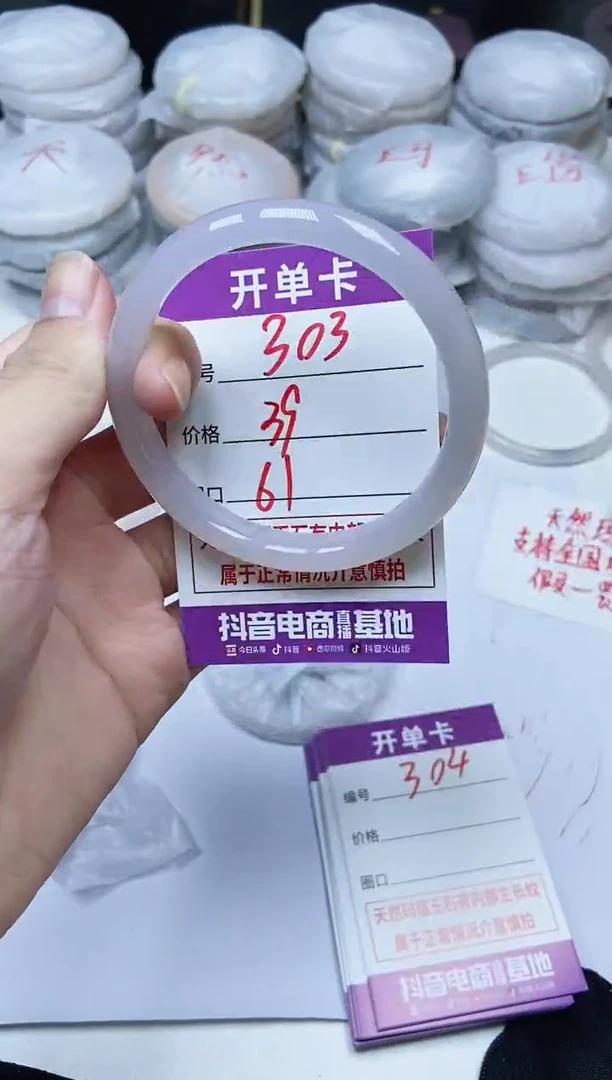 天 然 玛 瑙
开单卡
号 303
价格 39
口 61
属于正常情况介意慎拍
抖音电商直播基地
今日头条 抖音 西瓜视频 抖音火山版
天然
支持全国
假一
开单卡
编号 304
价格
圈口
天然玛瑙玉石有内部生长纹
属于正常情况介意慎拍
抖音电商直播基地